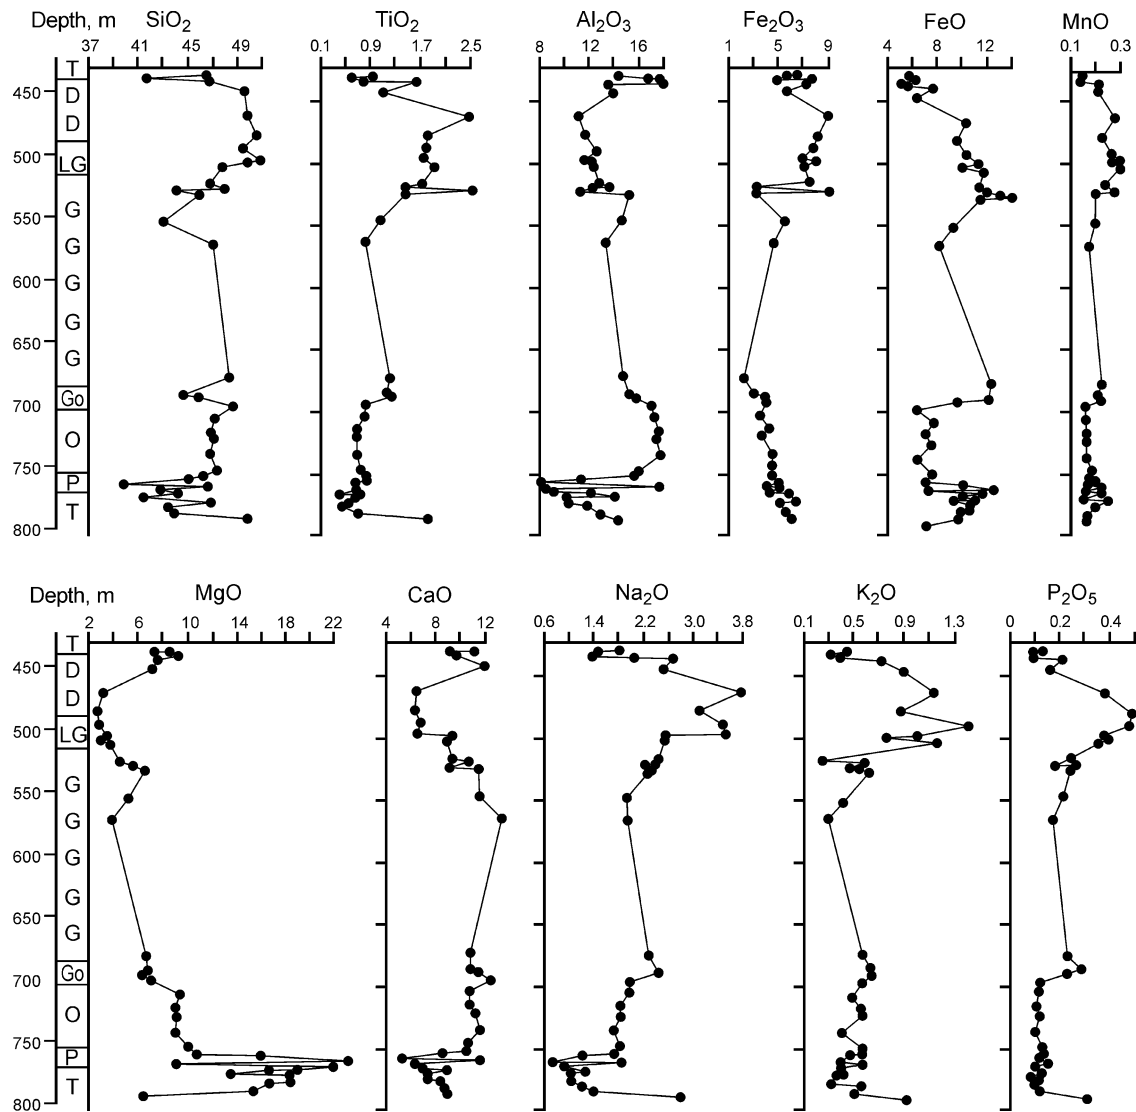 Depth, m SiO2 TiO2 Al2O3 Fe2O3 FeO MnO
37 41 45 49 0.1 0.9 1.7 2.5 8 12 16 1 5 9 4 8 12 0.1 0.3
T
450 D
D
500 LG
G
550
G
600 G
G
650
G
700 Go
O
750
P
T
800
Depth, m MgO CaO Na2O K2O P2O5
2 6 10 14 18 22 4 8 12 0.6 1.4 2.2 3.0 3.8 0.1 0.5 0.9 1.3 0 0.2 0.4
T
450 D
D
500 LG
G
550
G
800 G
G
650
G
700 Go
O
750
P
T
800